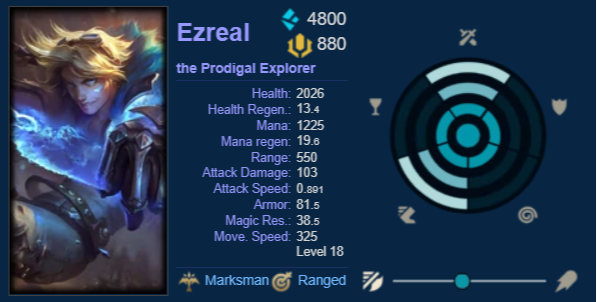 Ezreal
4800
880
the Prodigal Explorer
Health: 2026
Health Regen.: 13.4
Mana: 1225
Mana regen: 19.6
Range: 550
Attack Damage: 103
Attack Speed: 0.891
Armor: 81.5
Magic Res.: 38.5
Move. Speed: 325
Level 18
Marksman Ranged